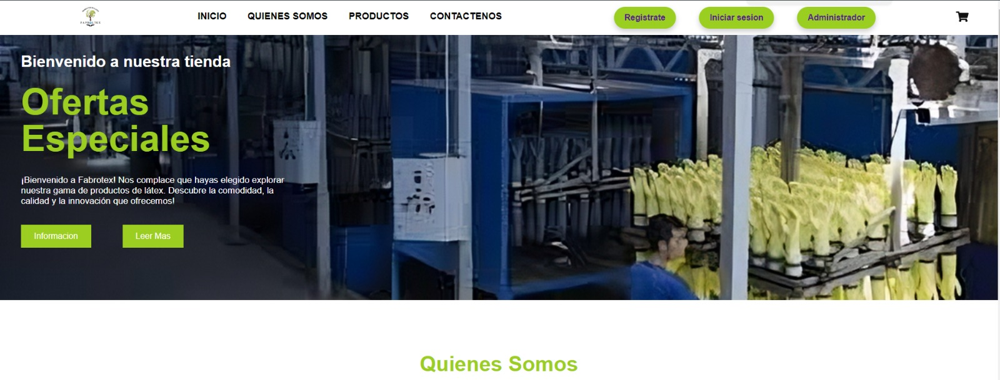 FABROTEX
INICIO
QUIENES SOMOS
PRODUCTOS
CONTACTENOS
Registrate
Iniciar sesion
Administrador
Bienvenido a nuestra tienda
Ofertas
Especiales
¡Bienvenido a Fabrotex! Nos complace que hayas elegido explorar
nuestra gama de productos de látex. Descubre la comodidad, la
calidad y la innovación que ofrecemos!
Informacion
Leer Mas
Quienes Somos